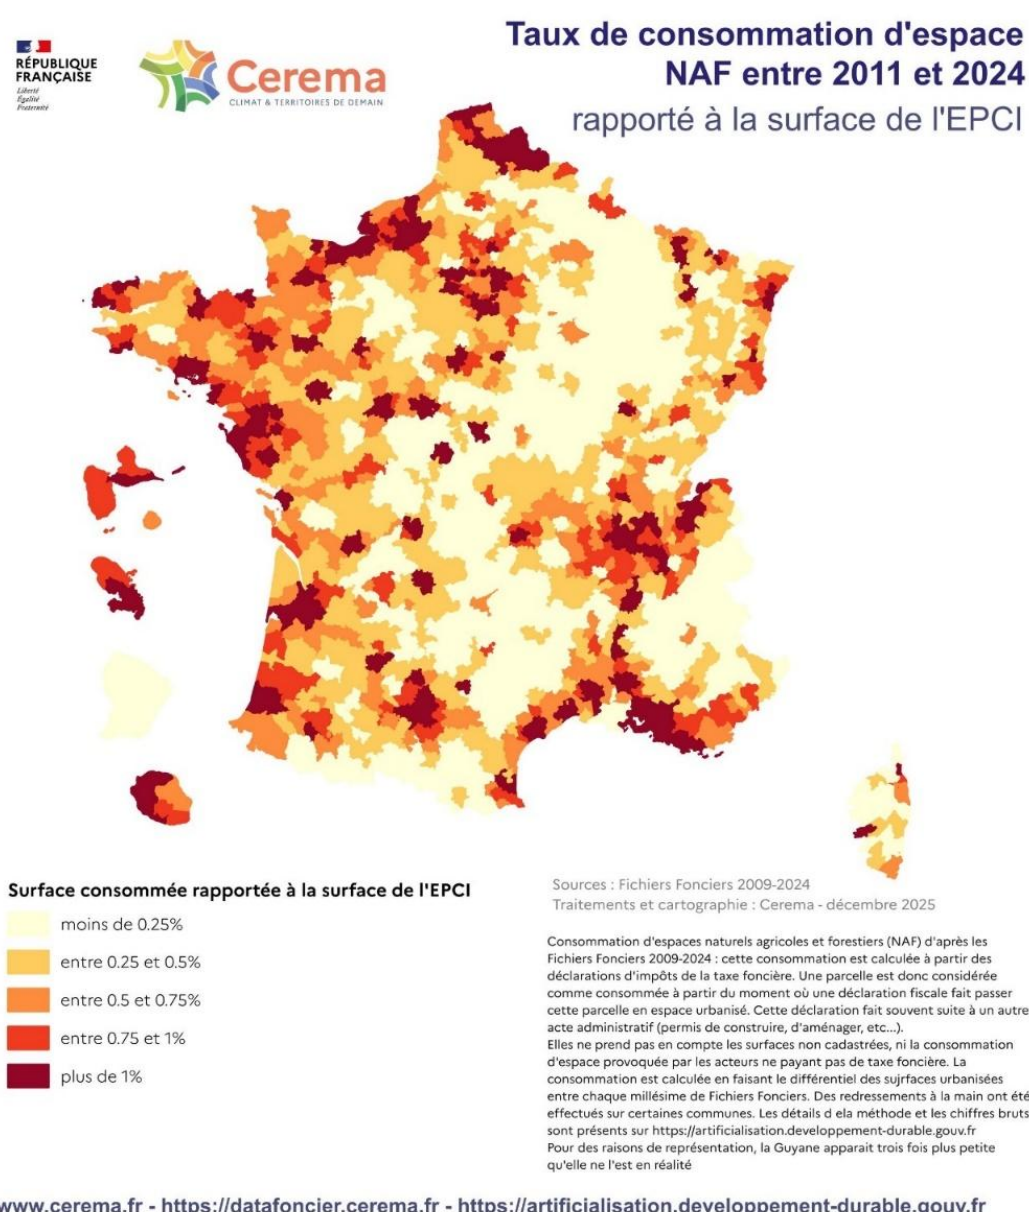 RÉPUBLIQUE
FRANÇAISE
Liberté
Égalité
Fraternité
Cerema
CLIMAT & TERRITOIRES DE DEMAIN
Taux de consommation d'espace
NAF entre 2011 et 2024
rapporté à la surface de l'EPCI
Surface consommée rapportée à la surface de l'EPCI
moins de 0.25%
entre 0.25 et 0.5%
entre 0.5 et 0.75%
entre 0.75 et 1%
plus de 1%
Sources : Fichiers Fonciers 2009-2024
Traitements et cartographie : Cerema - décembre 2025
Consommation d'espaces naturels agricoles et forestiers (NAF) d'après les
Fichiers Fonciers 2009-2024 : cette consommation est calculée à partir des
déclarations d'impôts de la taxe foncière. Une parcelle est donc considérée
comme consommée à partir du moment où une déclaration fiscale fait passer
cette parcelle en espace urbanisé. Cette déclaration fait souvent suite à un autre
acte administratif (permis de construire, d'aménager, etc...).
Elles ne prend pas en compte les surfaces non cadastrées, ni la consommation
d'espace provoquée par les acteurs ne payant pas de taxe foncière. La
consommation est calculée en faisant le différentiel des sujrfaces urbanisées
entre chaque millésime de Fichiers Fonciers. Des redressements à la main ont été
effectués sur certaines communes. Les détails d ela méthode et les chiffres bruts
sont présents sur https://artificialisation.developpement-durable.gouv.fr
Pour des raisons de représentation, la Guyane apparait trois fois plus petite
qu'elle ne l'est en réalité
www.cerema.fr - https://datafoncier.cerema.fr - https://artificialisation.developpement-durable.gouv.fr